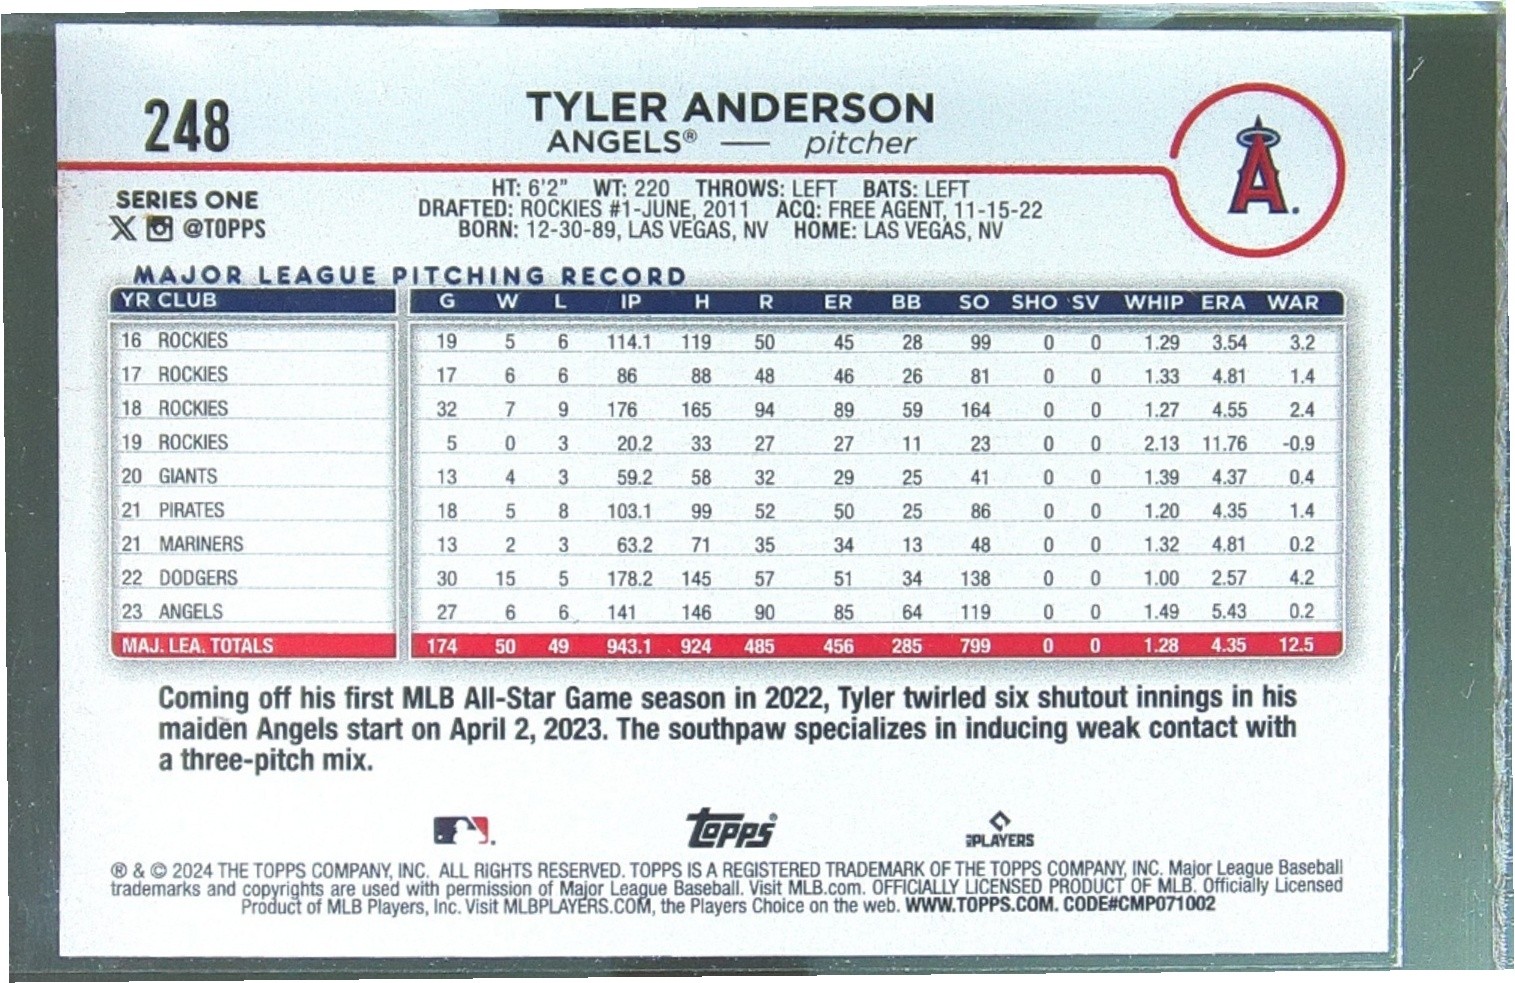 248
TYLER ANDERSON
ANGELS® — pitcher
A.
SERIES ONE
X @TOPPS
HT: 6'2" WT: 220 THROWS: LEFT BATS: LEFT
DRAFTED: ROCKIES #1-JUNE, 2011 ACQ: FREE AGENT, 11-15-22
BORN: 12-30-89, LAS VEGAS, NV HOME: LAS VEGAS, NV
MAJOR LEAGUE PITCHING RECORD
YR CLUB G W L IP H R ER BB SO SHO SV WHIP ERA WAR
16 ROCKIES 19 5 6 114.1 119 50 45 28 99 0 0 1.29 3.54 3.2
17 ROCKIES 17 6 6 86 88 48 46 26 81 0 0 1.33 4.81 1.4
18 ROCKIES 32 7 9 176 165 94 89 59 164 0 0 1.27 4.55 2.4
19 ROCKIES 5 0 3 20.2 33 27 27 11 23 0 0 2.13 11.76 -0.9
20 GIANTS 13 4 3 59.2 58 32 29 25 41 0 0 1.39 4.37 0.4
21 PIRATES 18 5 8 103.1 99 52 50 25 86 0 0 1.20 4.35 1.4
21 MARINERS 13 2 3 63.2 71 35 34 13 48 0 0 1.32 4.81 0.2
22 DODGERS 30 15 5 178.2 145 57 51 34 138 0 0 1.00 2.57 4.2
23 ANGELS 27 6 6 141 146 90 85 64 119 0 0 1.49 5.43 0.2
MAJ. LEA. TOTALS 174 50 49 943.1 924 485 456 285 799 0 0 1.28 4.35 12.5
Coming off his first MLB All-Star Game season in 2022, Tyler twirled six shutout innings in his
maiden Angels start on April 2, 2023. The southpaw specializes in inducing weak contact with
a three-pitch mix.
Topps PLAYERS
® & © 2024 THE TOPPS COMPANY, INC. ALL RIGHTS RESERVED. TOPPS IS A REGISTERED TRADEMARK OF THE TOPPS COMPANY, INC. Major League Baseball
trademarks and copyrights are used with permission of Major League Baseball. Visit MLB.com. OFFICIALLY LICENSED PRODUCT OF MLB. Officially Licensed
Product of MLB Players, Inc. Visit MLBPLAYERS.COM, the Players Choice on the web. WWW.TOPPS.COM. CODE#CMP071002